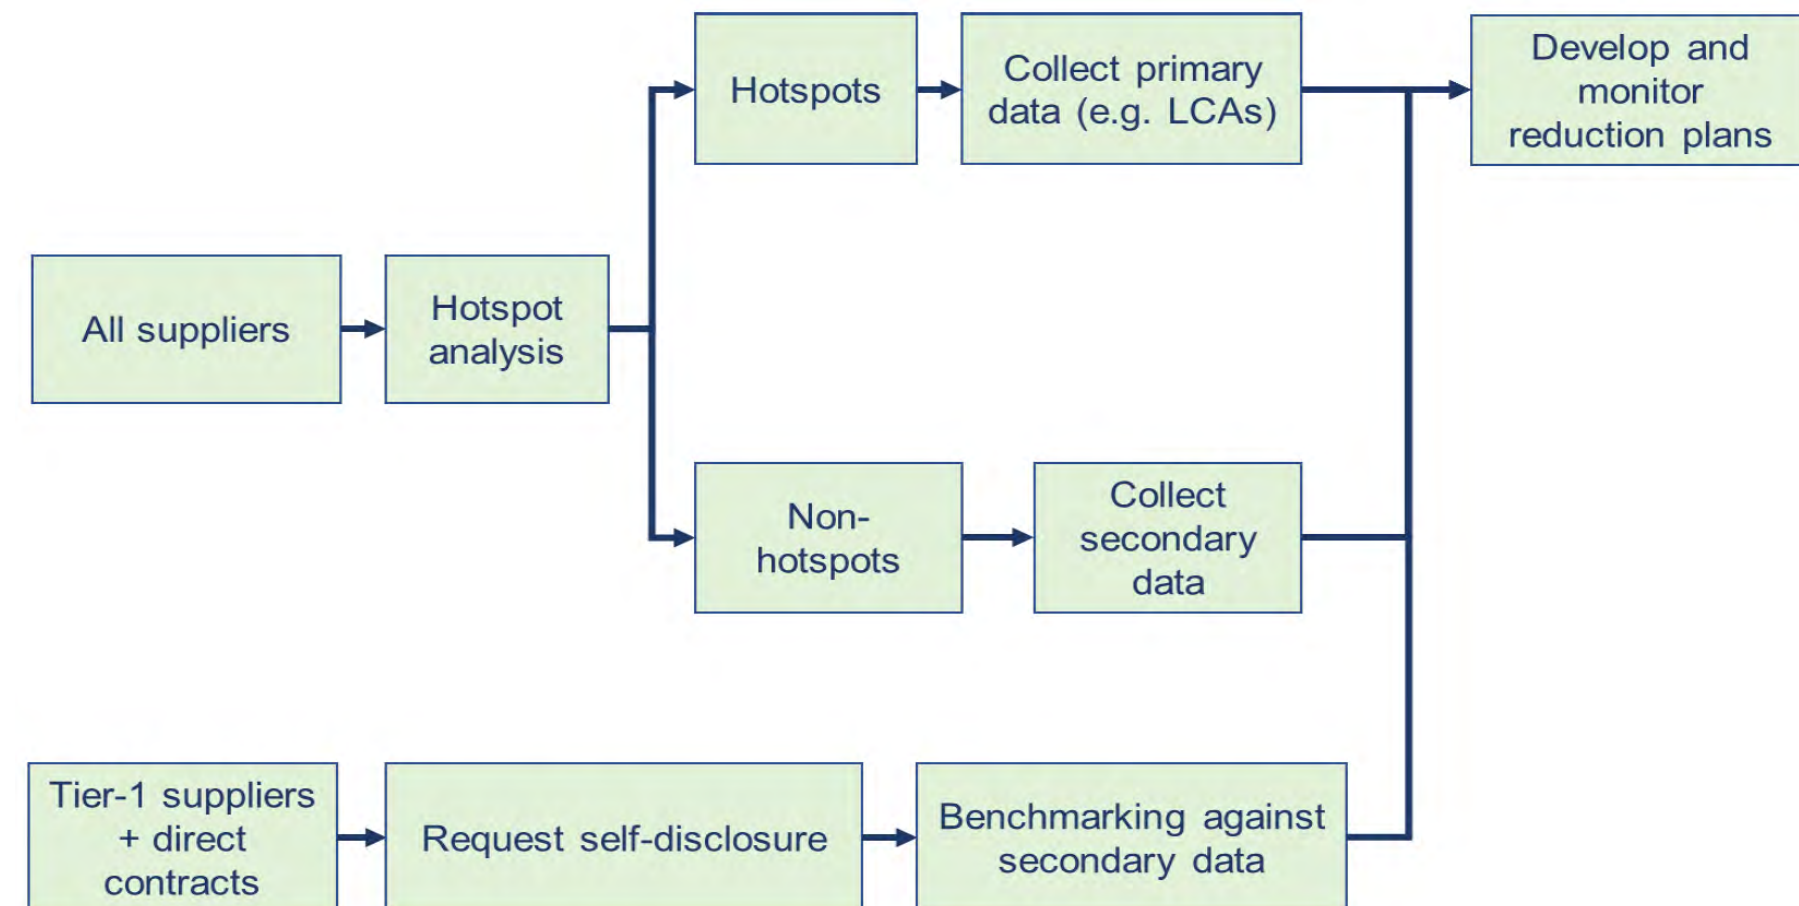 Hotspots
Collect primary
data (e.g. LCAs)
Develop and
monitor
reduction plans
All suppliers
Hotspot
analysis
Non-
hotspots
Collect
secondary
data
Tier-1 suppliers
+ direct
contracts
Request self-disclosure
Benchmarking against
secondary data